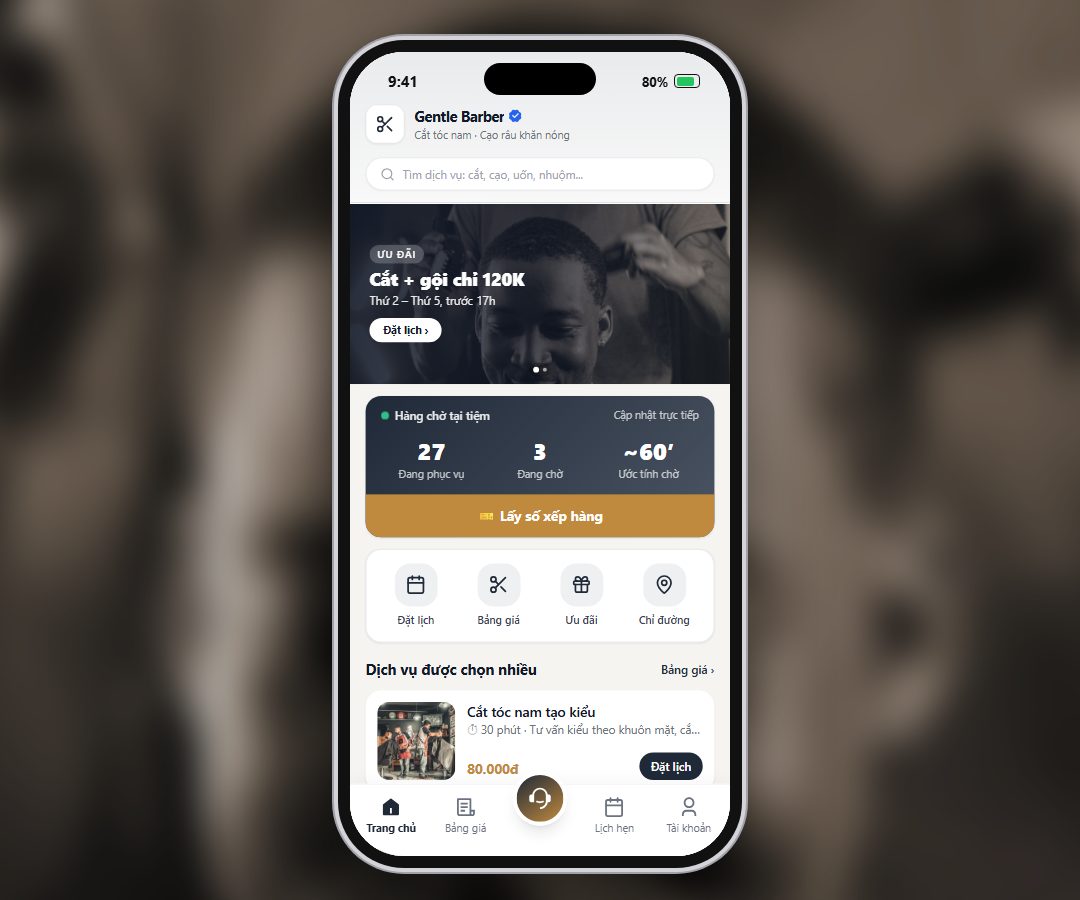 9:41
80%
Gentle Barber
Cắt tóc nam · Cạo râu khăn nóng
Tìm dịch vụ: cắt, cạo, uốn, nhuộm...
ƯU ĐÃI
Cắt + gội chỉ 120K
Thứ 2 – Thứ 5, trước 17h
Đặt lịch ›
Hàng chờ tại tiệm
Cập nhật trực tiếp
27
3
~60′
Đang phục vụ
Đang chờ
Ước tính chờ
Lấy số xếp hàng
Đặt lịch
Bảng giá
Ưu đãi
Chỉ đường
Dịch vụ được chọn nhiều
Bảng giá ›
Cắt tóc nam tạo kiểu
30 phút · Tư vấn kiểu theo khuôn mặt, cắ...
80.000đ
Đặt lịch
Trang chủ
Bảng giá
Lịch hẹn
Tài khoản